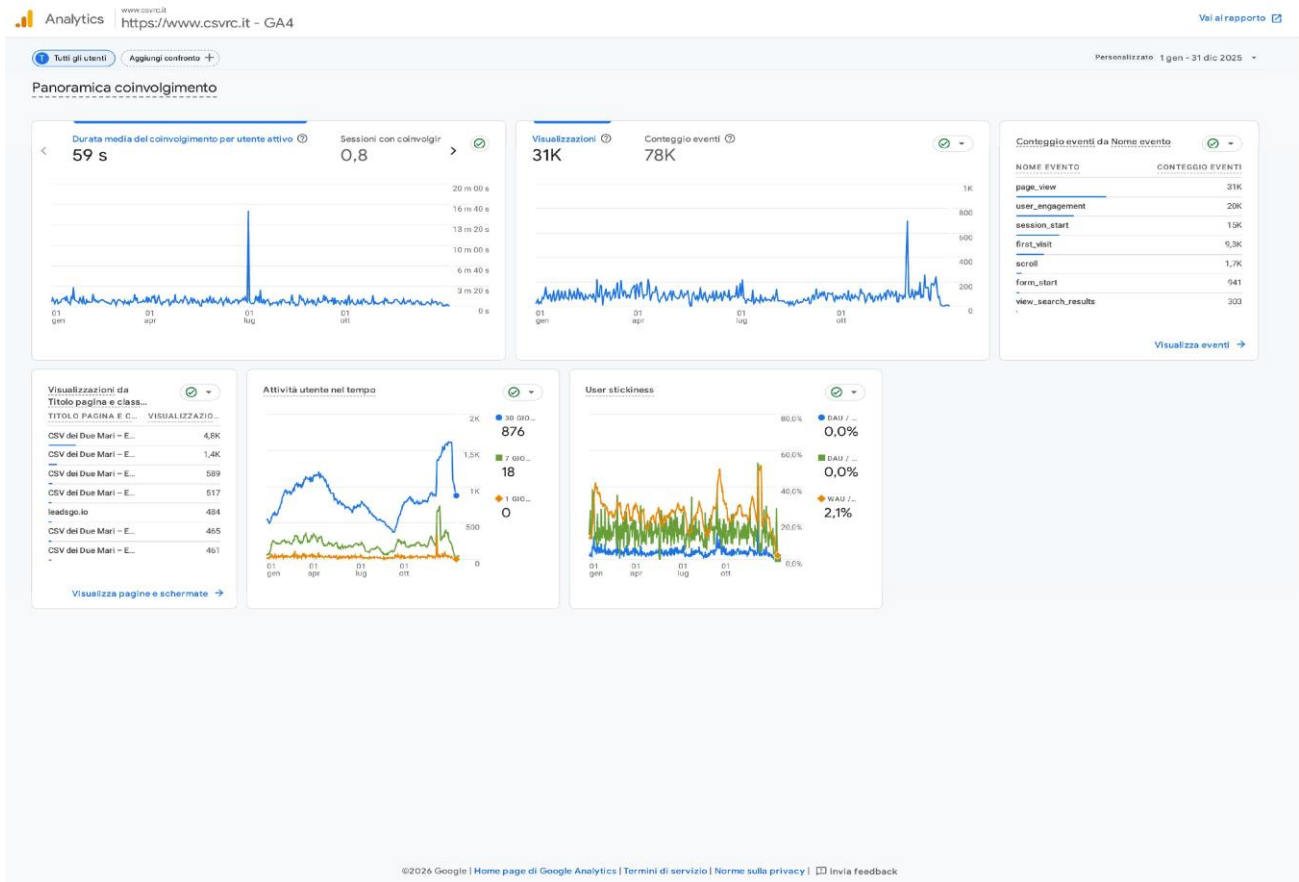 www.csvrc.it
Analytics
https://www.csvrc.it - GA4
Vai al rapporto
T Tutti gli utenti
Aggiungi confronto +
Personalizzato 1 gen - 31 dic 2025
Panoramica coinvolgimento
Durata media del coinvolgimento per utente attivo
59 s
Sessioni con coinvolgir
0,8
20 m 00 s
16 m 40 s
13 m 20 s
10 m 00 s
6 m 40 s
3 m 20 s
0 s
01 gen
01 apr
01 lug
01 ott
Visualizzazioni
31K
Conteggio eventi
78K
1K
800
600
400
200
0
01 gen
01 apr
01 lug
01 ott
Conteggio eventi da Nome evento
NOME EVENTO CONTEGGIO EVENTI
page_view 31K
user_engagement 20K
session_start 15K
first_visit 9,3K
scroll 1,7K
form_start 941
view_search_results 303
Visualizza eventi
Visualizzazioni da
Titolo pagina e class...
TITOLO PAGINA E C... VISUALIZZAZIO...
CSV dei Due Mari – E... 4,8K
CSV dei Due Mari – E... 1,4K
CSV dei Due Mari – E... 589
CSV dei Due Mari – E... 517
leadsgo.io 484
CSV dei Due Mari – E... 465
CSV dei Due Mari – E... 461
Visualizza pagine e schermate
Attività utente nel tempo
2K
1,5K
1K
500
0
01 gen
01 apr
01 lug
01 ott
30 GIO...
876
7 GIO...
18
1 GIO...
0
User stickiness
80,0%
60,0%
40,0%
20,0%
0,0%
01 gen
01 apr
01 lug
01 ott
DAU / ...
0,0%
DAU / ...
0,0%
WAU /...
2,1%
©2026 Google | Home page di Google Analytics | Termini di servizio | Norme sulla privacy | Invia feedback